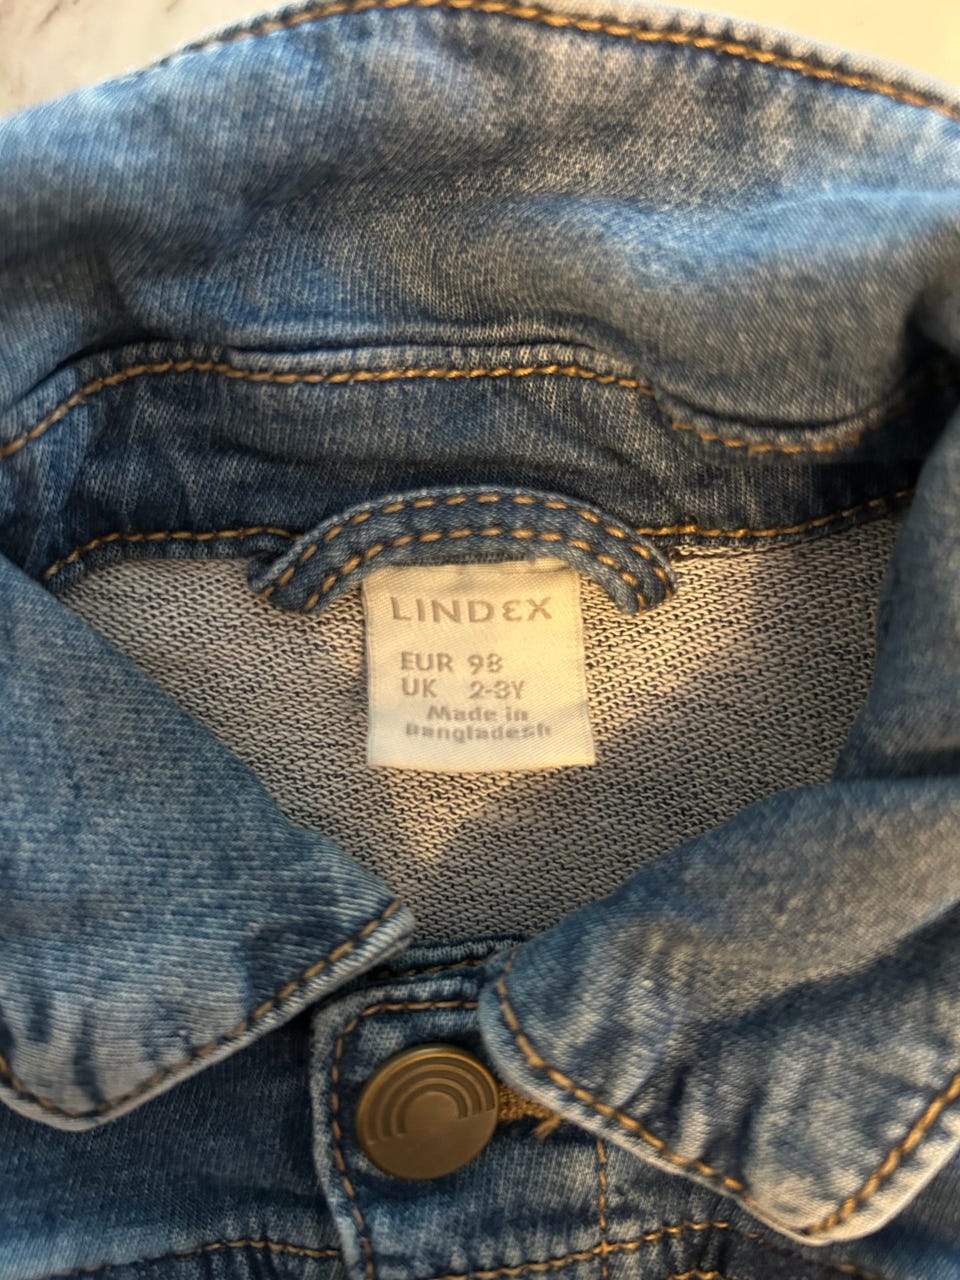 LINDEX
EUR 98
UK 2-3Y
Made in
Bangladesh